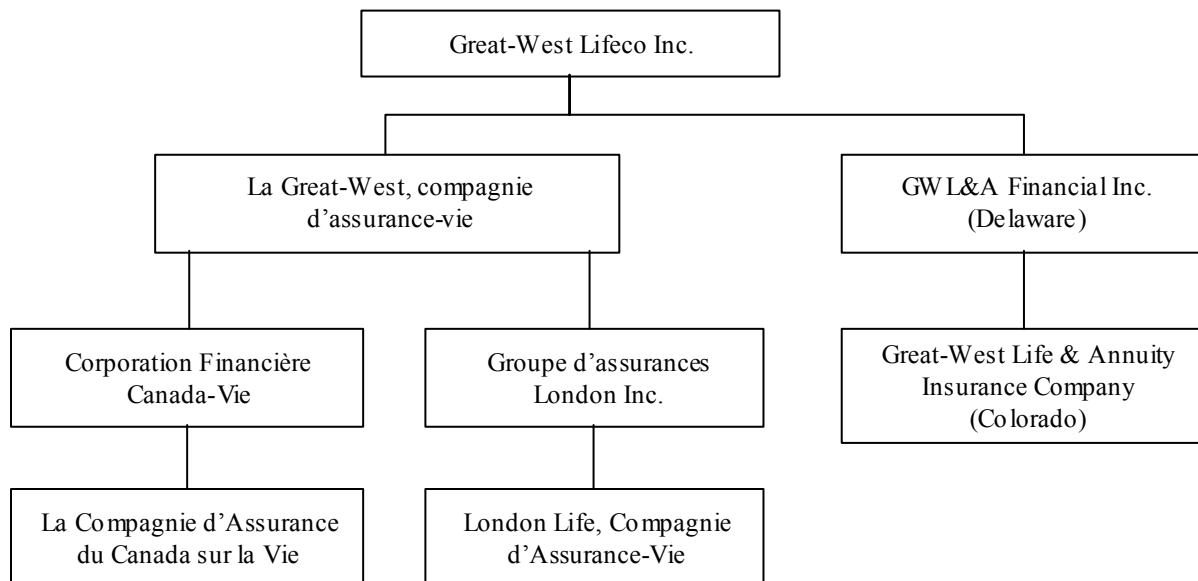 Great-West Lifeco Inc.
La Great-West, compagnie
d’assurance-vie
GWL&A Financial Inc.
(Delaware)
Corporation Financière
Canada-Vie
Groupe d’assurances
London Inc.
Great-West Life & Annuity
Insurance Company
(Colorado)
La Compagnie d’Assurance
du Canada sur la Vie
London Life, Compagnie
d’Assurance-Vie